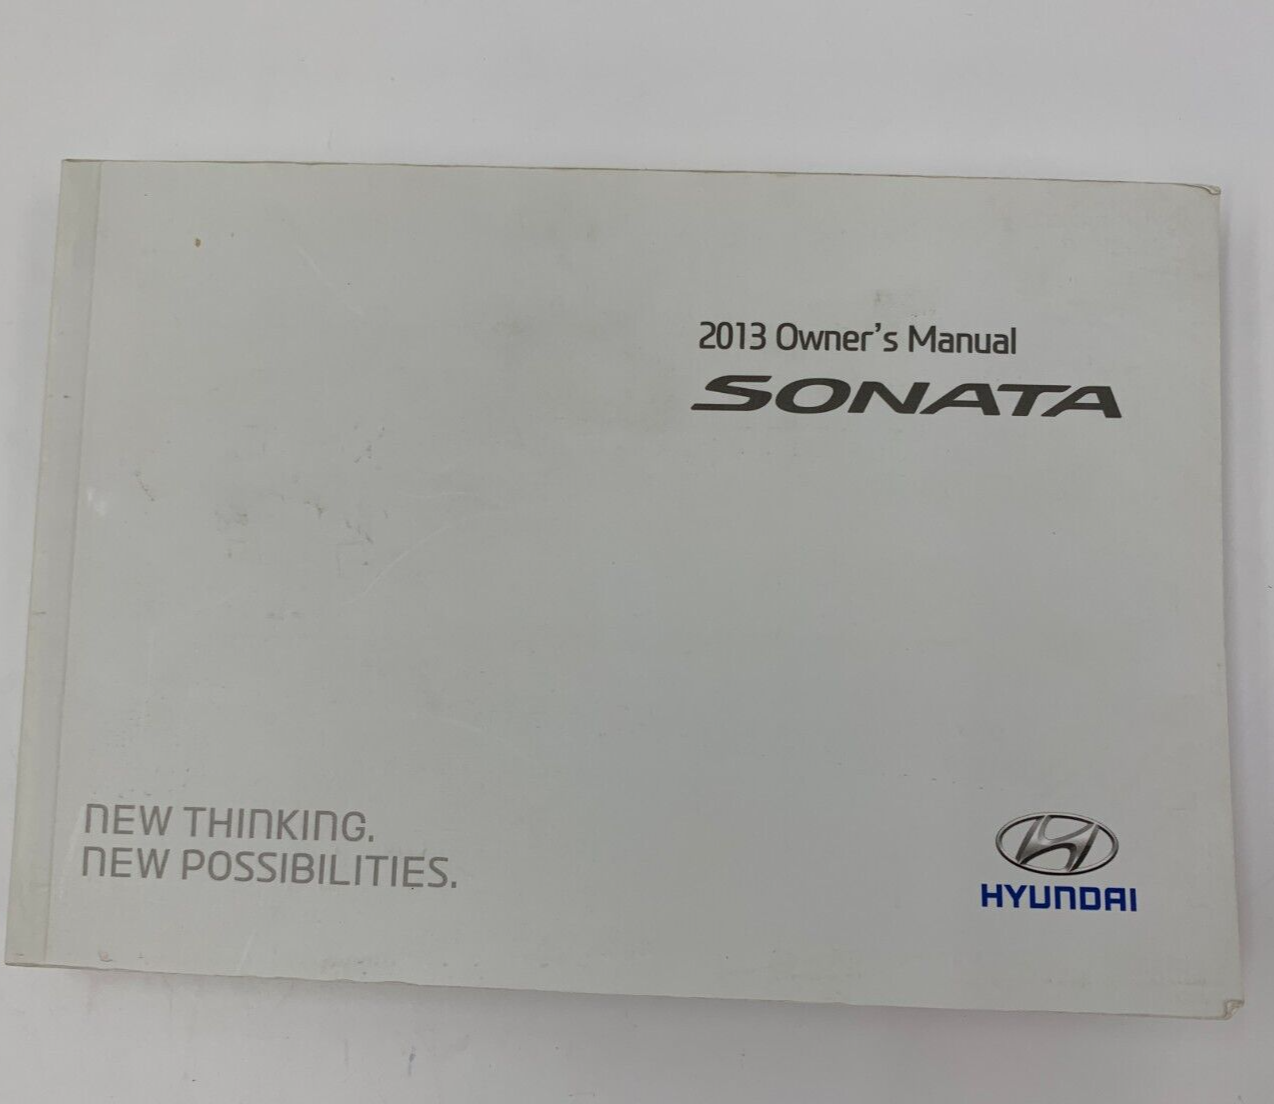 2013 Owner's Manual
SONATA
NEW THINKING.
NEW POSSIBILITIES.
HYUNDAI